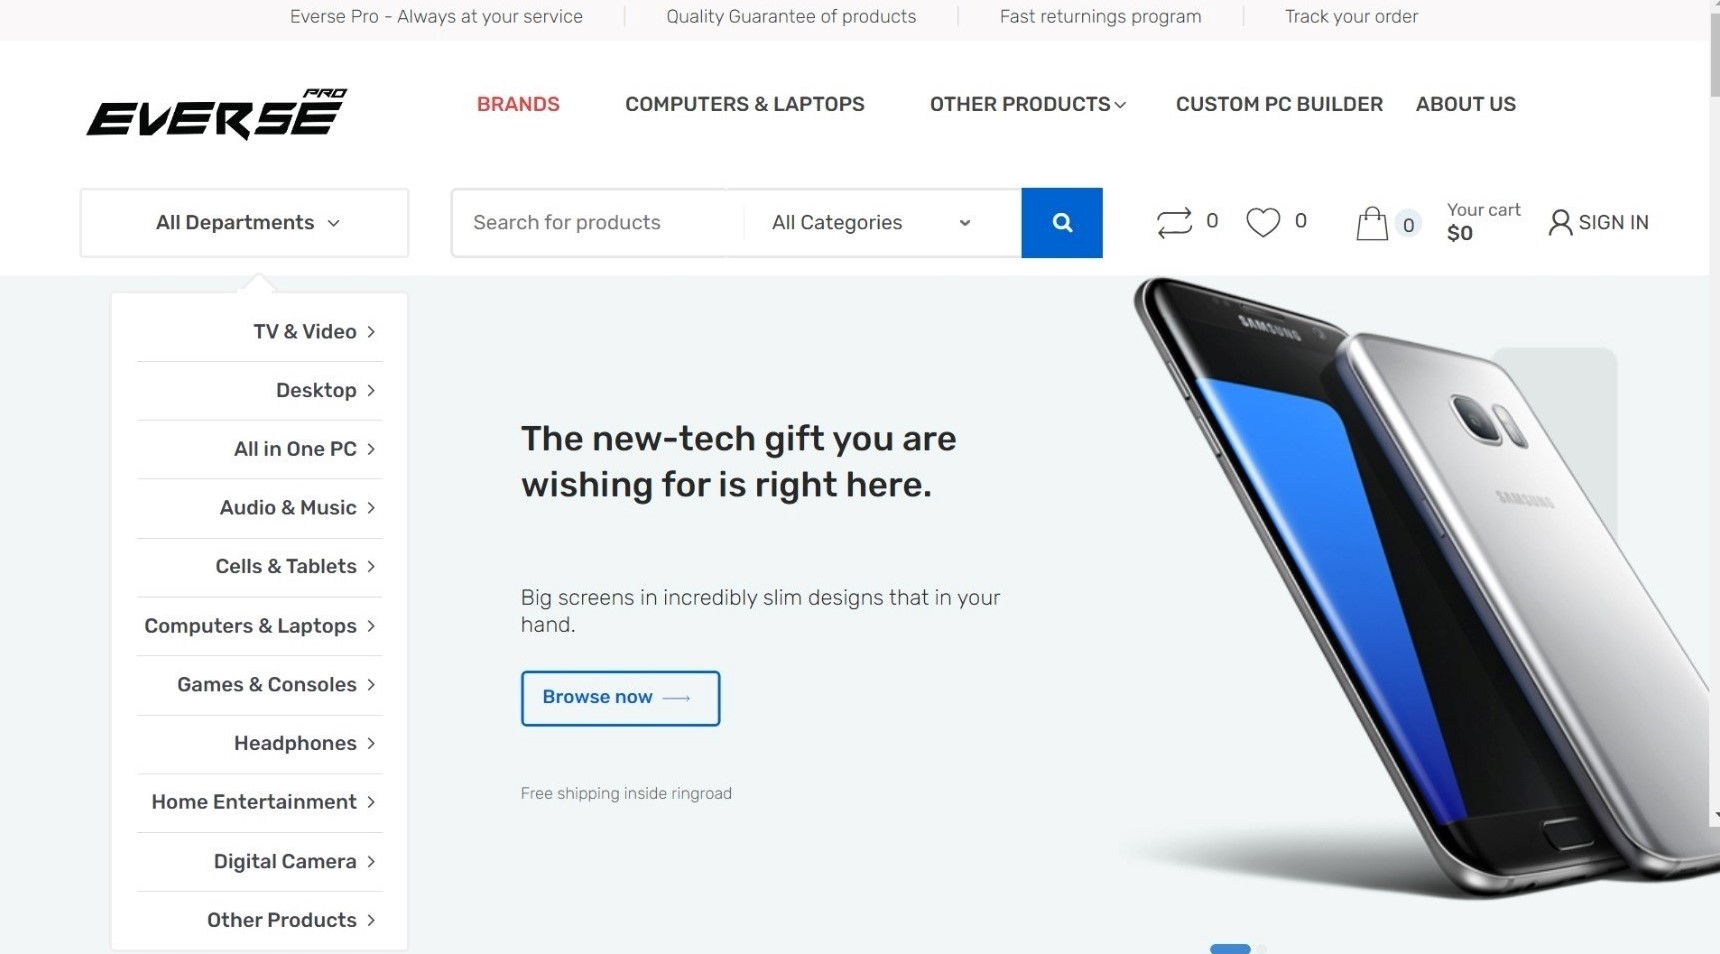 Everse Pro - Always at your service
Quality Guarantee of products
Fast returnings program
Track your order
EVERSE PRO
BRANDS
COMPUTERS & LAPTOPS
OTHER PRODUCTS
CUSTOM PC BUILDER
ABOUT US
All Departments
Search for products
All Categories
0
0
0
Your cart
$0
SIGN IN
TV & Video
Desktop
All in One PC
Audio & Music
Cells & Tablets
Computers & Laptops
Games & Consoles
Headphones
Home Entertainment
Digital Camera
Other Products
The new-tech gift you are
wishing for is right here.
Big screens in incredibly slim designs that in your
hand.
Browse now
Free shipping inside ringroad
SAMSUNG
SAMSUNG